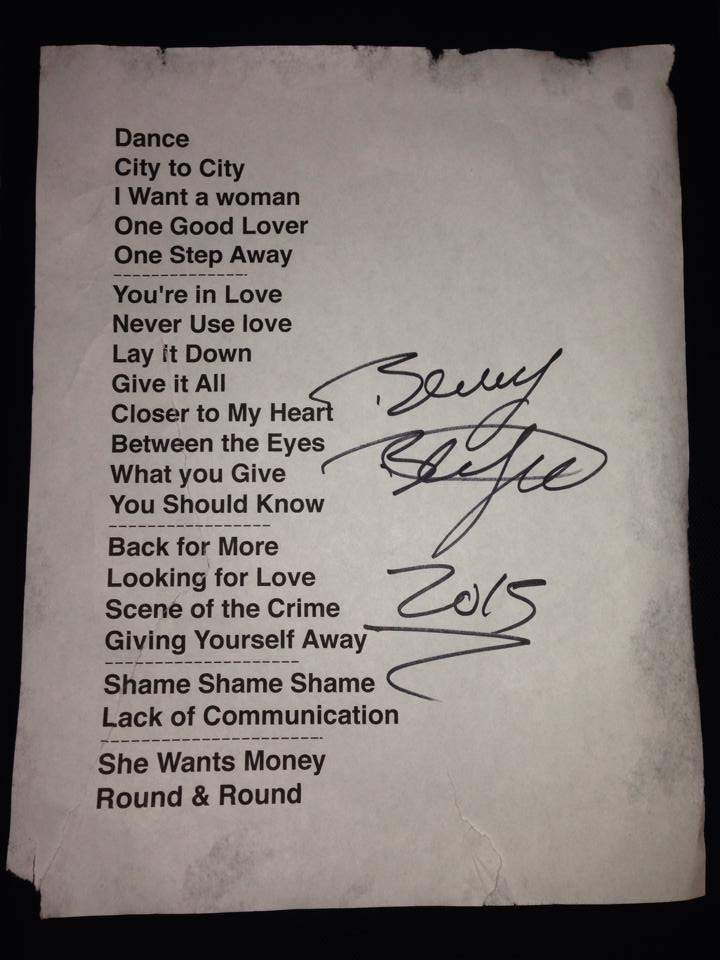 Dance
City to City
I Want a woman
One Good Lover
One Step Away
You're in Love
Never Use love
Lay it Down
Give it All
Closer to My Heart
Between the Eyes
What you Give
You Should Know
Back for More
Looking for Love
Scene of the Crime
Giving Yourself Away
Shame Shame Shame
Lack of Communication
She Wants Money
Round & Round
2015